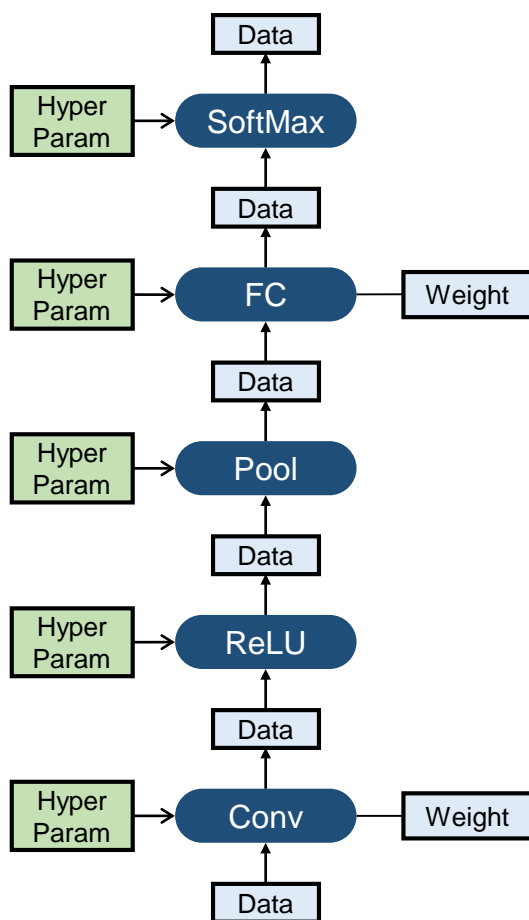 Data
Hyper
Param
SoftMax
Data
Hyper
Param
FC
Weight
Data
Hyper
Param
Pool
Data
Hyper
Param
ReLU
Data
Hyper
Param
Conv
Weight
Data